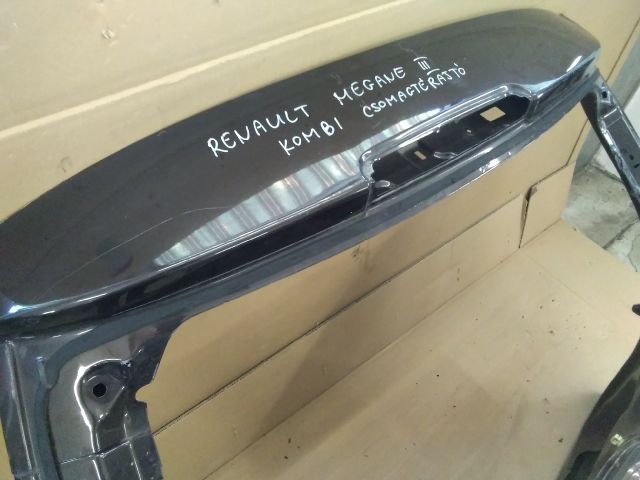 RENAULT MEGANE III
KOMBI CSOMAGTÉRAJTÓ